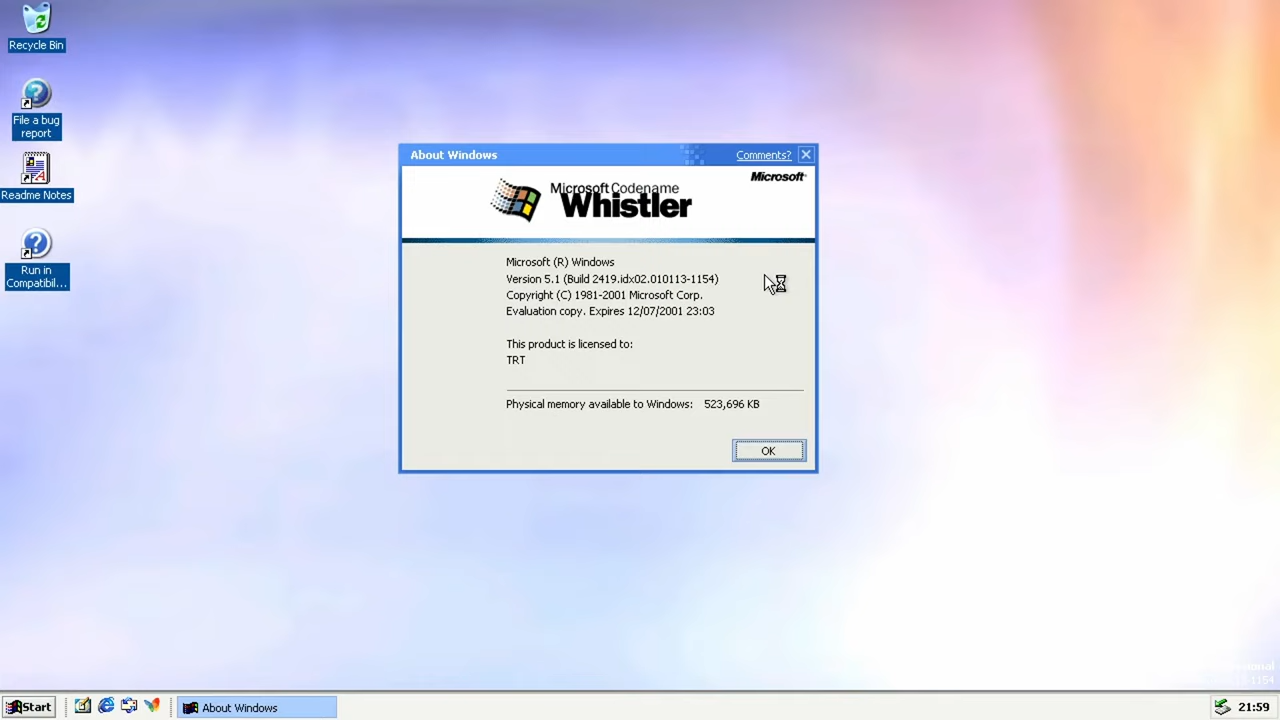 Recycle Bin
File a bug
report
Readme Notes
Run in
Compatibil...
About Windows
Comments?
Microsoft
Microsoft Codename
Whistler
Microsoft (R) Windows
Version 5.1 (Build 2419.idx02.010113-1154)
Copyright (C) 1981-2001 Microsoft Corp.
Evaluation copy. Expires 12/07/2001 23:03
This product is licensed to:
TRT
Physical memory available to Windows: 523,696 KB
OK
Start
About Windows
21:59